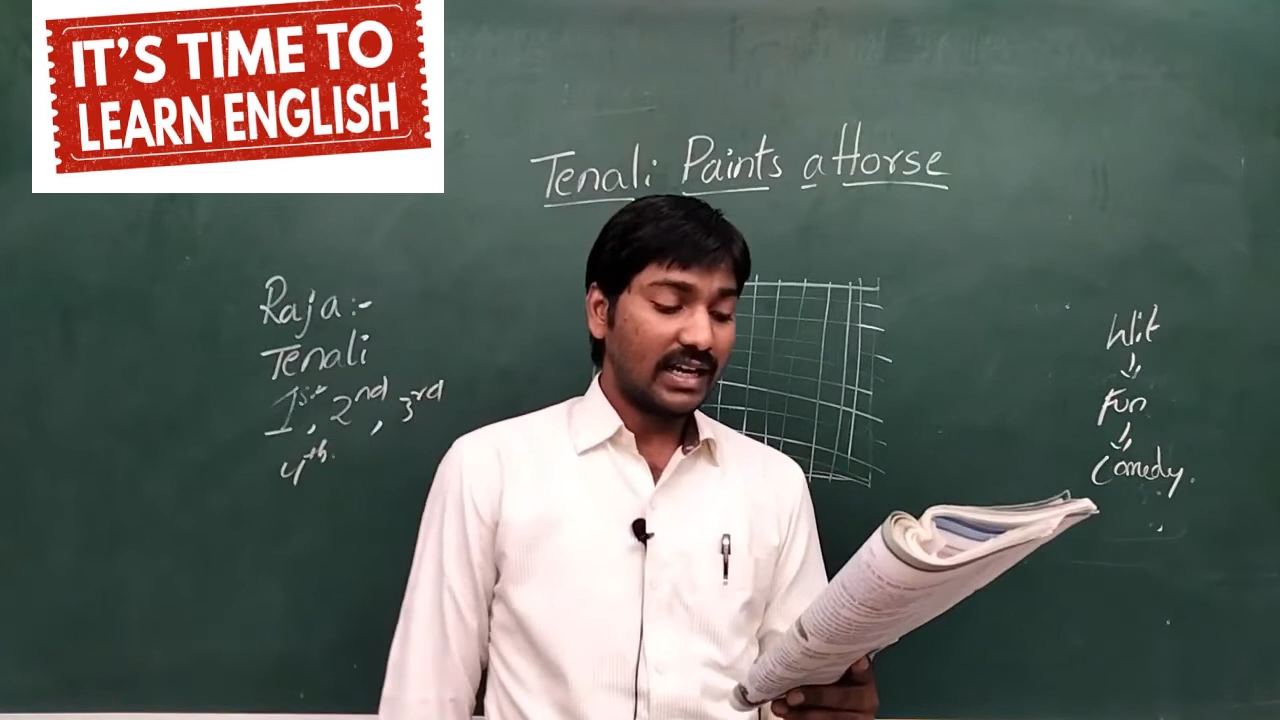 IT'S TIME TO
LEARN ENGLISH
Tenali Paints a Horse
Raja:-
Tenali
1st, 2nd, 3rd
4th.
Wit
Fun
Comedy.